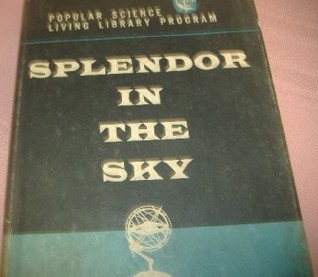 POPULAR SCIENCE
LIVING LIBRARY PROGRAM
SPLENDOR
IN
THE
SKY